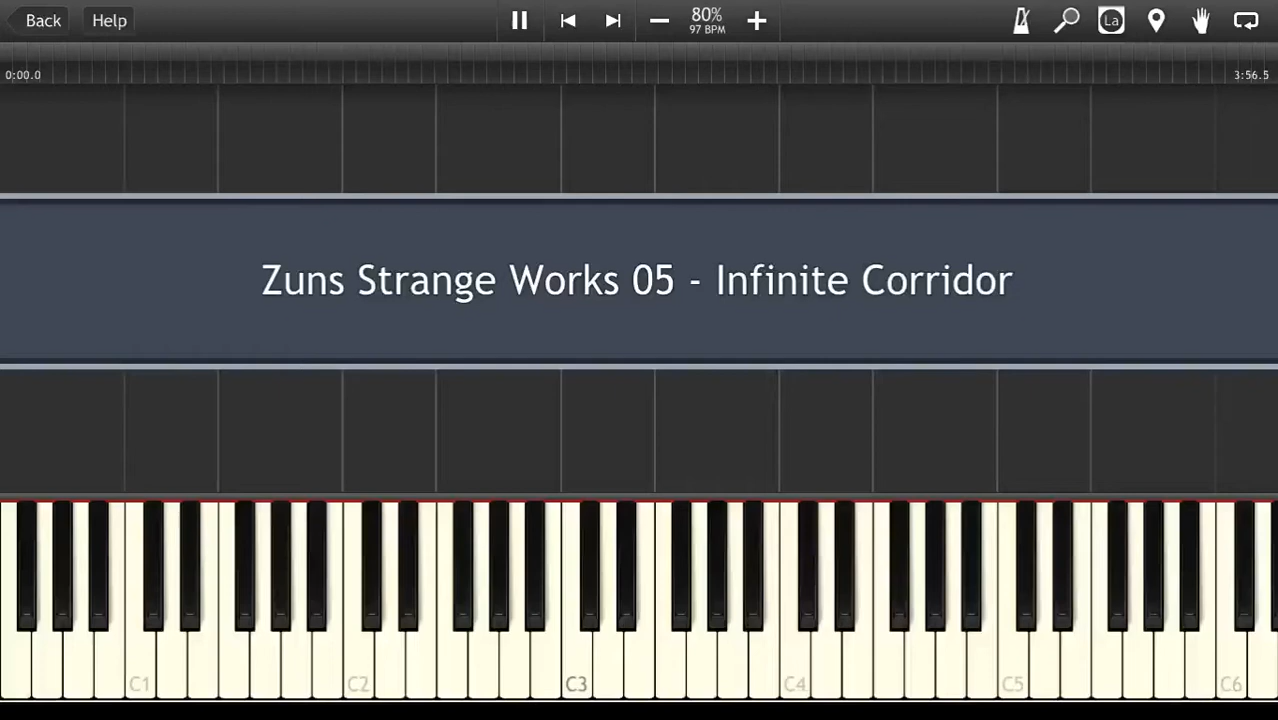 Back Help 80% La
97 BPM
0:00.0 3:56.5
Zuns Strange Works 05 - Infinite Corridor
C1 C2 C3 C4 C5 C6